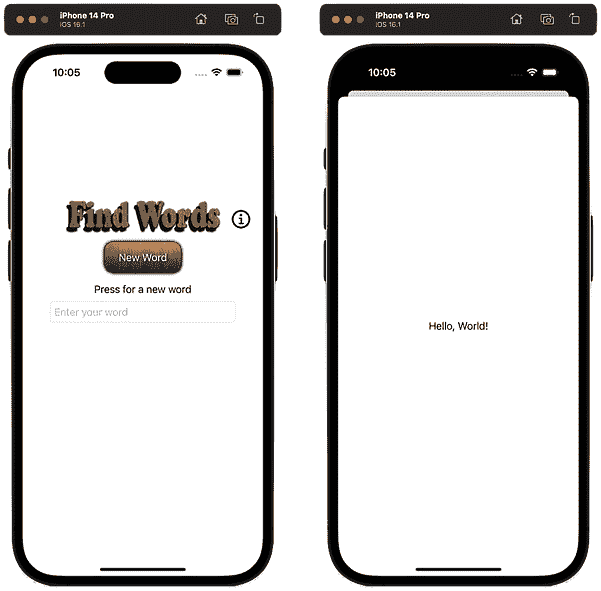 iPhone 14 Pro
iOS 16.1
10:05
Find Words
New Word
Press for a new word
Enter your word
iPhone 14 Pro
iOS 16.1
10:05
Hello, World!